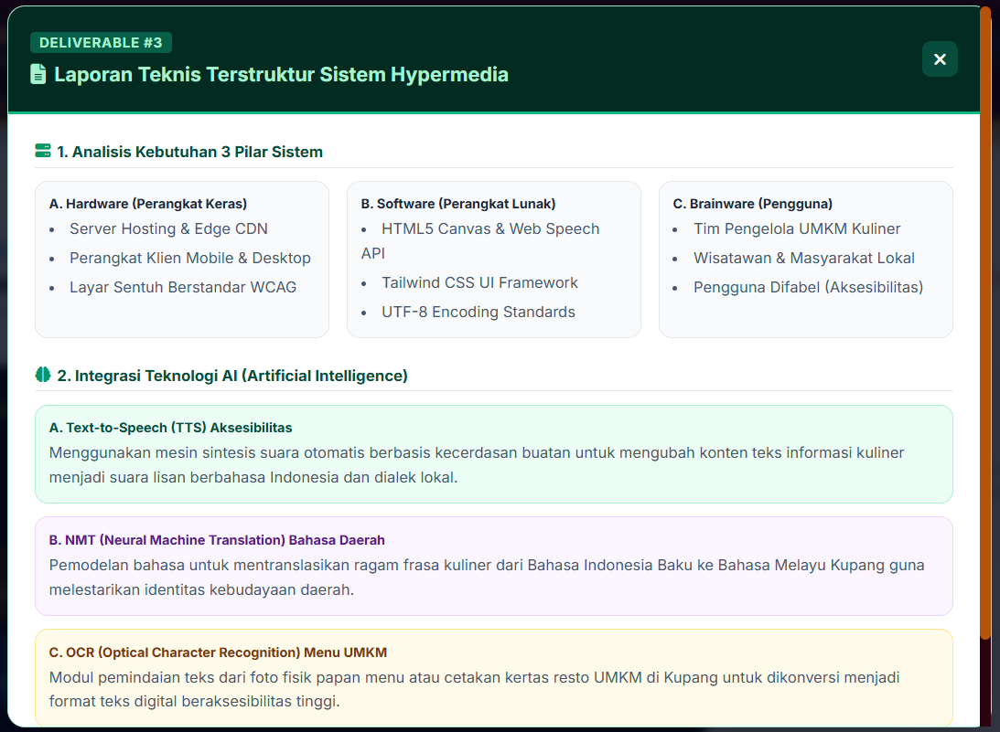 DELIVERABLE #3
Laporan Teknis Terstruktur Sistem Hypermedia
1. Analisis Kebutuhan 3 Pilar Sistem
A. Hardware (Perangkat Keras)
• Server Hosting & Edge CDN
• Perangkat Klien Mobile & Desktop
• Layar Sentuh Berstandar WCAG
B. Software (Perangkat Lunak)
• HTML5 Canvas & Web Speech
API
• Tailwind CSS UI Framework
• UTF-8 Encoding Standards
C. Brainware (Pengguna)
• Tim Pengelola UMKM Kuliner
• Wisatawan & Masyarakat Lokal
• Pengguna Difabel (Aksesibilitas)
2. Integrasi Teknologi AI (Artificial Intelligence)
A. Text-to-Speech (TTS) Aksesibilitas
Menggunakan mesin sintesis suara otomatis berbasis kecerdasan buatan untuk mengubah konten teks informasi kuliner
menjadi suara lisan berbahasa Indonesia dan dialek lokal.
B. NMT (Neural Machine Translation) Bahasa Daerah
Pemodelan bahasa untuk mentranslasikan ragam frasa kuliner dari Bahasa Indonesia Baku ke Bahasa Melayu Kupang guna
melestarikan identitas kebudayaan daerah.
C. OCR (Optical Character Recognition) Menu UMKM
Modul pemindaian teks dari foto fisik papan menu atau cetakan kertas resto UMKM di Kupang untuk dikonversi menjadi
format teks digital beraksesibilitas tinggi.